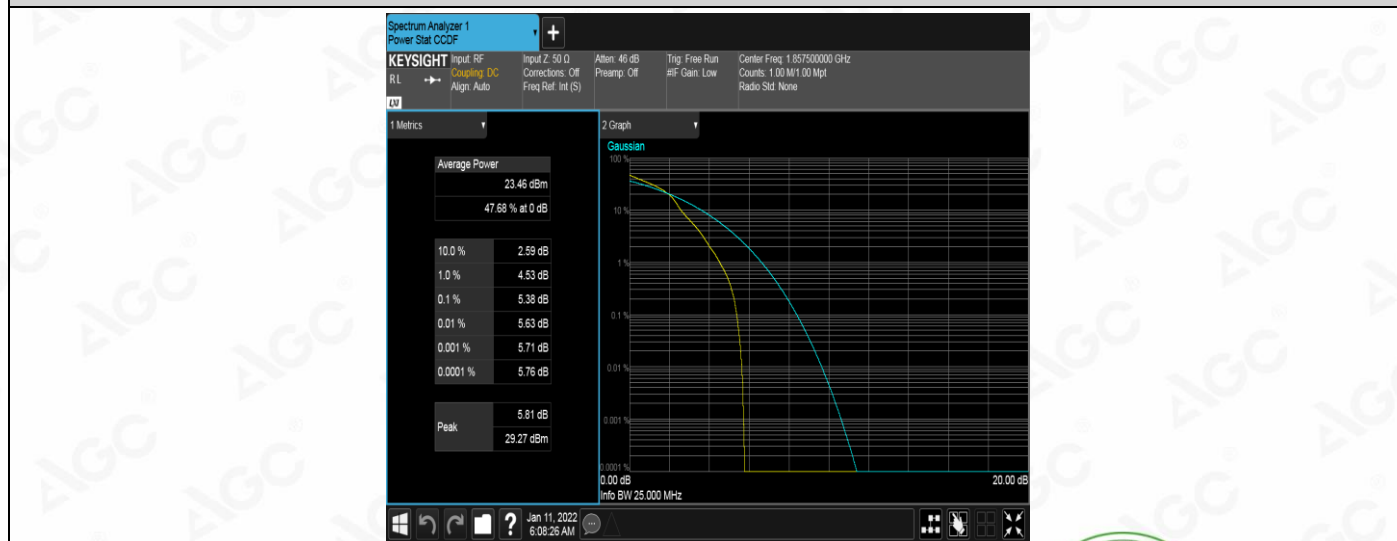 Spectrum Analyzer 1
Power Stat CCDF
+
KEYSIGHT Input: RF Input Z: 50 Ω Atten: 46 dB Trig: Free Run Center Freq: 1.857500000 GHz
RL Coupling: DC Corrections: Off Preamp: Off #IF Gain: Low Counts: 1.00 M/1.00 Mpt
Align: Auto Freq Ref: Int (S) Radio Std: None
LXI
1 Metrics
2 Graph
Gaussian
Average Power
23.46 dBm
47.68 % at 0 dB
10.0 % 2.59 dB
1.0 % 4.53 dB
0.1 % 5.38 dB
0.01 % 5.63 dB
0.001 % 5.71 dB
0.0001 % 5.76 dB
Peak
5.81 dB
29.27 dBm
100 %
10 %
1 %
0.1 %
0.01 %
0.001 %
0.0001 %
0.00 dB 20.00 dB
Info BW 25.000 MHz
?
Jan 11, 2022
6:08:26 AM
AGC